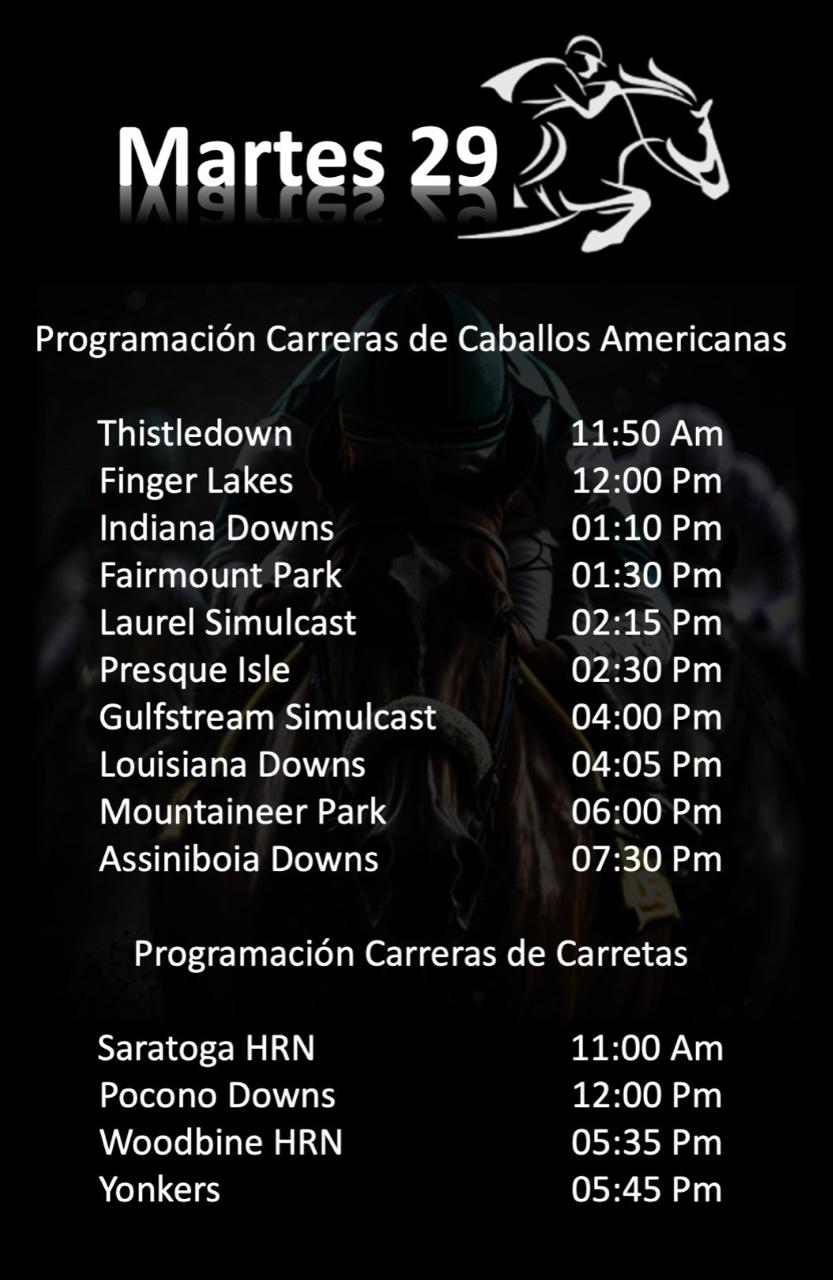 Martes 29
Programación Carreras de Caballos Americanas
Thistledown 11:50 Am
Finger Lakes 12:00 Pm
Indiana Downs 01:10 Pm
Fairmount Park 01:30 Pm
Laurel Simulcast 02:15 Pm
Presque Isle 02:30 Pm
Gulfstream Simulcast 04:00 Pm
Louisiana Downs 04:05 Pm
Mountaineer Park 06:00 Pm
Assiniboia Downs 07:30 Pm
Programación Carreras de Carretas
Saratoga HRN 11:00 Am
Pocono Downs 12:00 Pm
Woodbine HRN 05:35 Pm
Yonkers 05:45 Pm